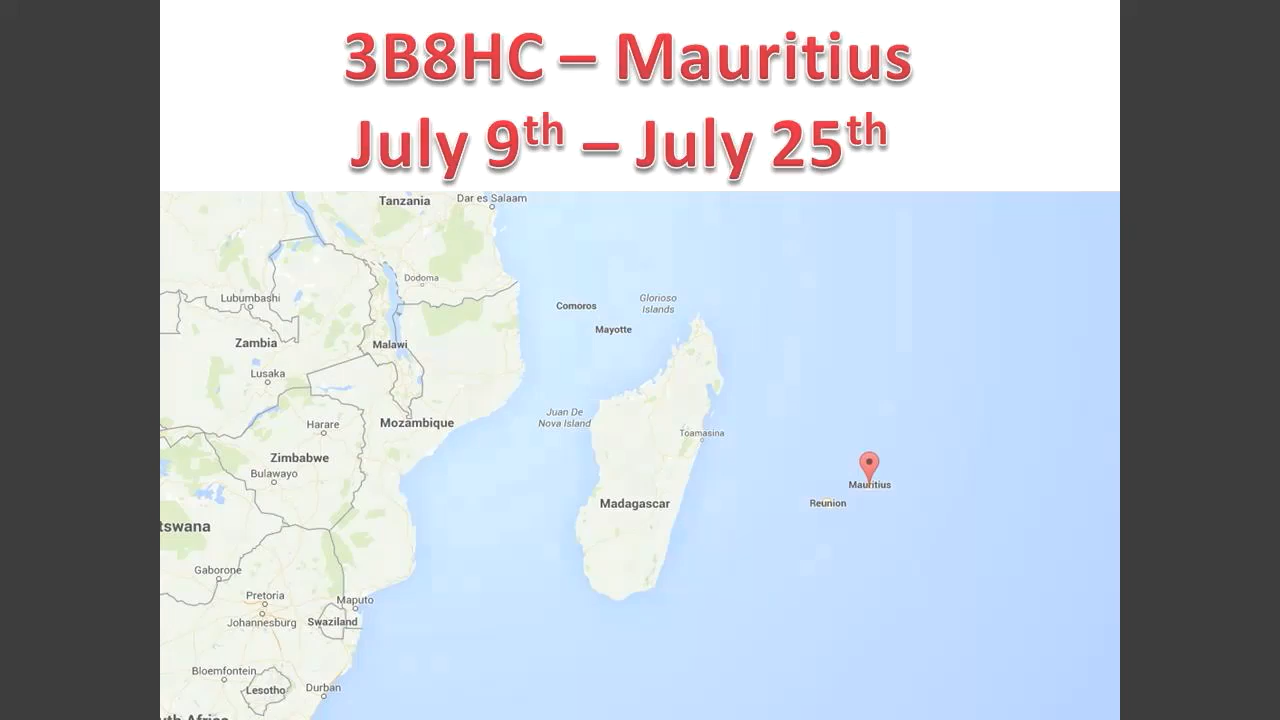 3B8HC – Mauritius
July 9th – July 25th
Tanzania
Dar es Salaam
Dodoma
Lubumbashi
Comoros
Glorioso
Islands
Mayotte
Zambia
Malawi
Lusaka
Juan De
Nova Island
Mozambique
Harare
Toamasina
Zimbabwe
Bulawayo
Mauritius
Madagascar
Reunion
tswana
Gaborone
Pretoria
Maputo
Johannesburg
Swaziland
Bloemfontein
Lesotho
Durban
th Africa